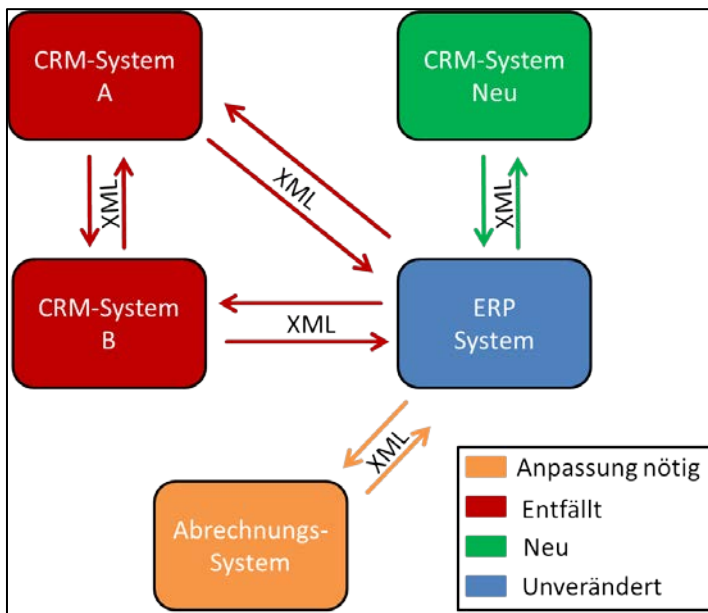 CRM-System
A
CRM-System
Neu
XML
XML
XML
CRM-System
B
XML
ERP
System
XML
Abrechnungs-
System
Anpassung nötig
Entfällt
Neu
Unverändert